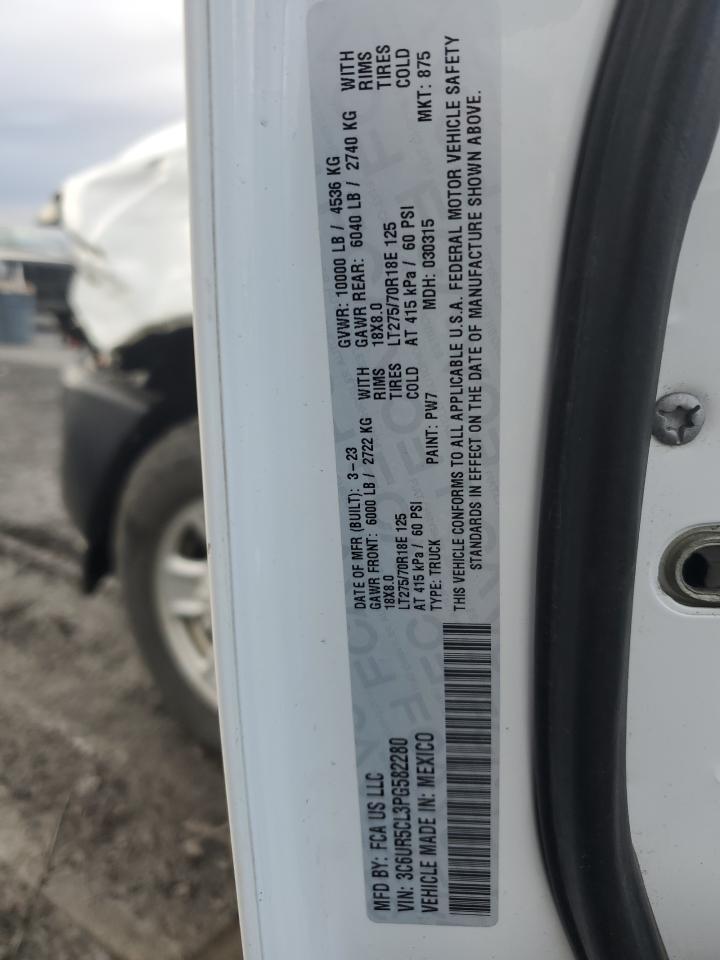 MFD BY: FCA US LLC
VIN: 3C6UR5CL3PG582280
VEHICLE MADE IN: MEXICO
DATE OF MFR (BUILT): 3-23
GVWR: 10000 LB / 4536 KG
GAWR FRONT: 6000 LB / 2722 KG WITH
GAWR REAR: 6040 LB / 2740 KG WITH
18X8.0 RIMS
18X8.0 RIMS
LT275/70R18E 125 TIRES
LT275/70R18E 125 TIRES
AT 415 kPa / 60 PSI COLD
AT 415 kPa / 60 PSI COLD
TYPE: TRUCK PAINT: PW7 MDH: 030315 MKT: 875
THIS VEHICLE CONFORMS TO ALL APPLICABLE U.S.A. FEDERAL MOTOR VEHICLE SAFETY
STANDARDS IN EFFECT ON THE DATE OF MANUFACTURE SHOWN ABOVE.